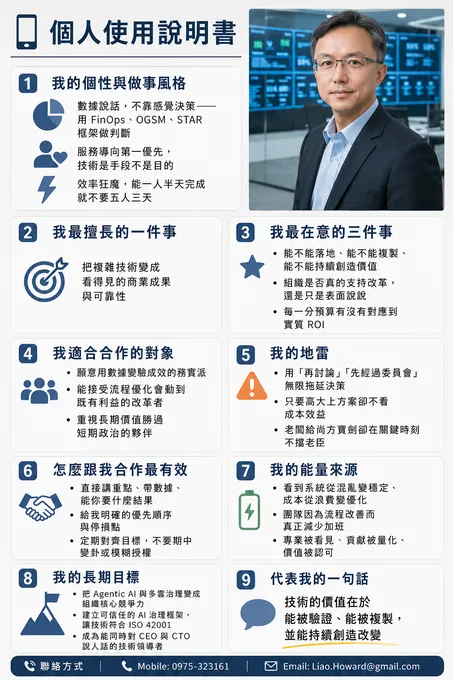 個人使用說明書
1 我的個性與做事風格
數據說話，不靠感覺決策——
用 FinOps、OGSM、STAR
框架做判斷
服務導向第一優先，
技術是手段不是目的
效率狂魔，能一人半天完成
就不要五人三天
2 我最擅長的一件事
把複雜技術變成
看得見的商業成果
與可靠性
3 我最在意的三件事
• 能不能落地、能不能複製、
能不能持續創造價值
• 組織是否真的支持改革，
還是只是表面說說
• 每一分預算有沒有對應到
實質 ROI
4 我適合合作的對象
• 願意用數據變驗成效的務實派
• 能接受流程優化會動到
既有利益的改革者
• 重視長期價值勝過
短期政治的夥伴
5 我的地雷
• 用「再討論」「先經過委員會」
無限拖延決策
• 只要高大上方案卻不看
成本效益
• 老闆給尚方寶劍卻在關鍵時刻
不擋老臣
6 怎麼跟我合作最有效
• 直接講重點、帶數據、
能你要什麼結果
• 給我明確的優先順序
與停損點
• 定期對齊目標，不要期中
變卦或模糊授權
7 我的能量來源
• 看到系統從混亂變穩定、
成本從浪費變優化
• 團隊因為流程改善而
真正減少加班
• 專業被看見、貢獻被量化、
價值被認可
8 我的長期目標
• 把 Agentic AI 與多雲治理變成
組織核心競爭力
• 建立可信任的 AI 治理框架，
讓技術符合 ISO 42001
• 成為能同時對 CEO 與 CTO
說人話的技術領導者
9 代表我的一句話
技術的價值在於
能被驗證、能被複製，
並能持續創造改變
聯絡方式 | Mobile: 0975-323161 | Email: Liao.Howard@gmail.com